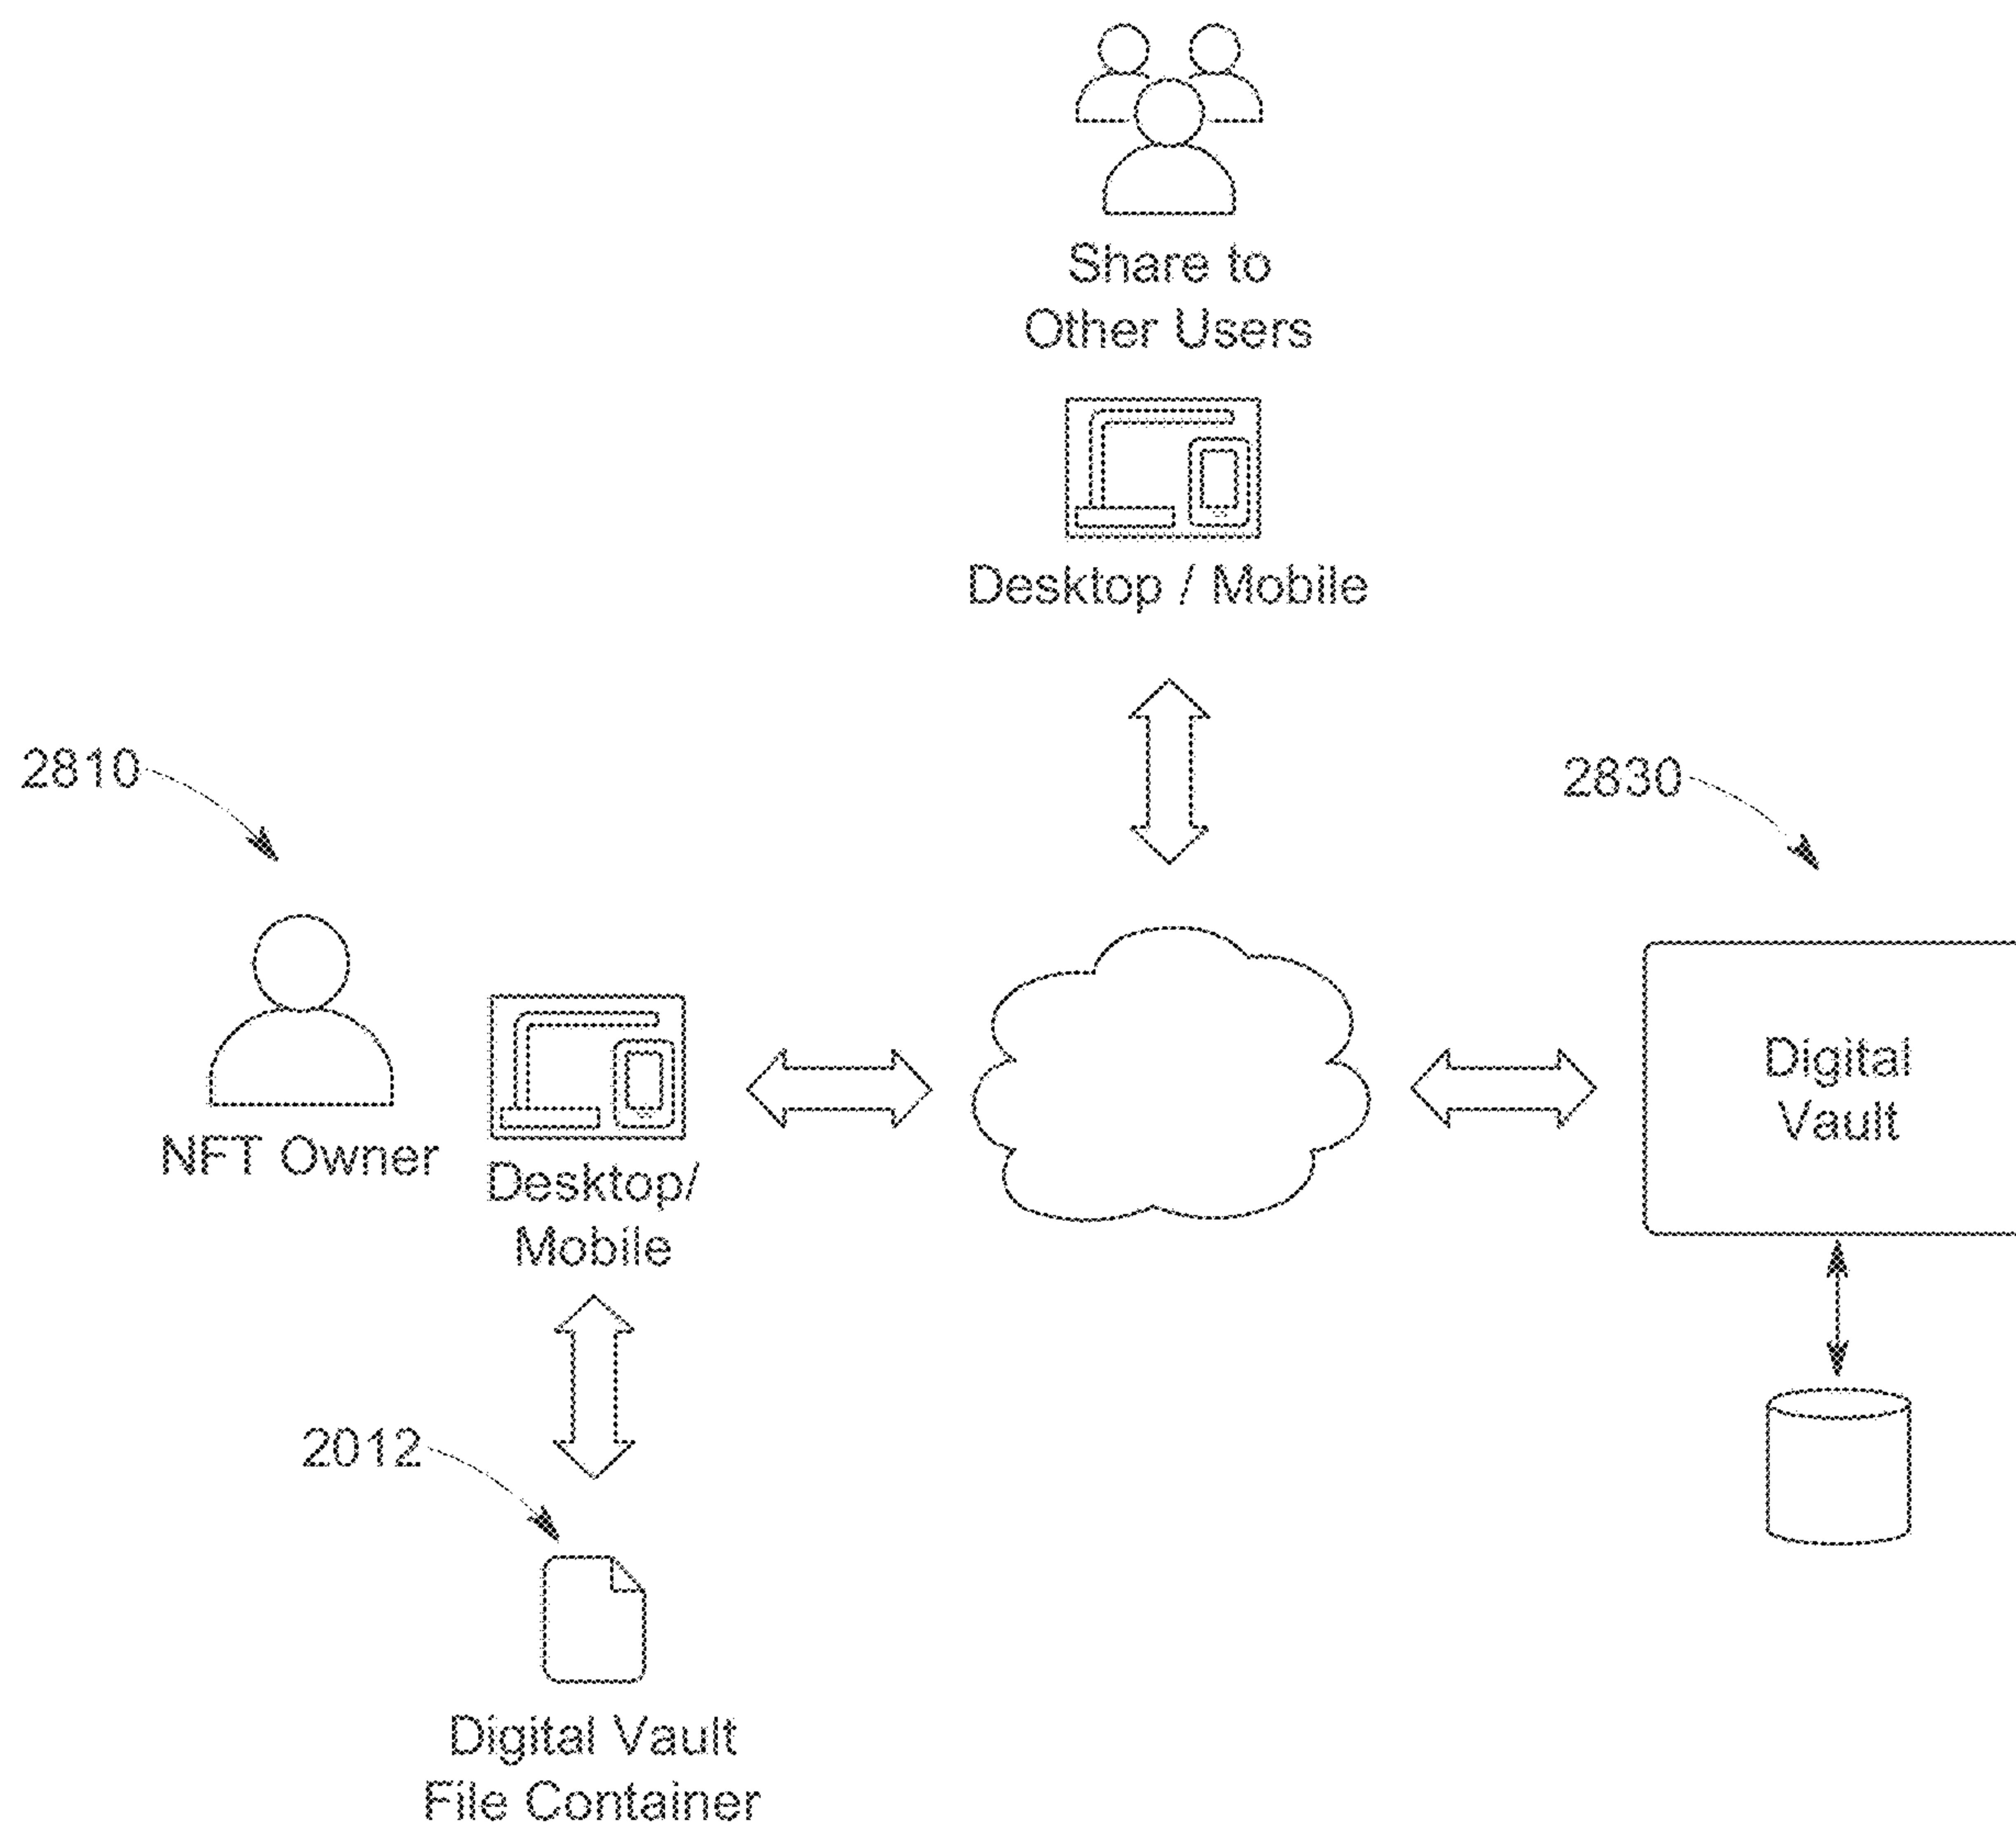 Share to
Other Users
Desktop / Mobile
2810
2830
NFT Owner
Desktop/
Mobile
Digital
Vault
2012
Digital Vault
File Container